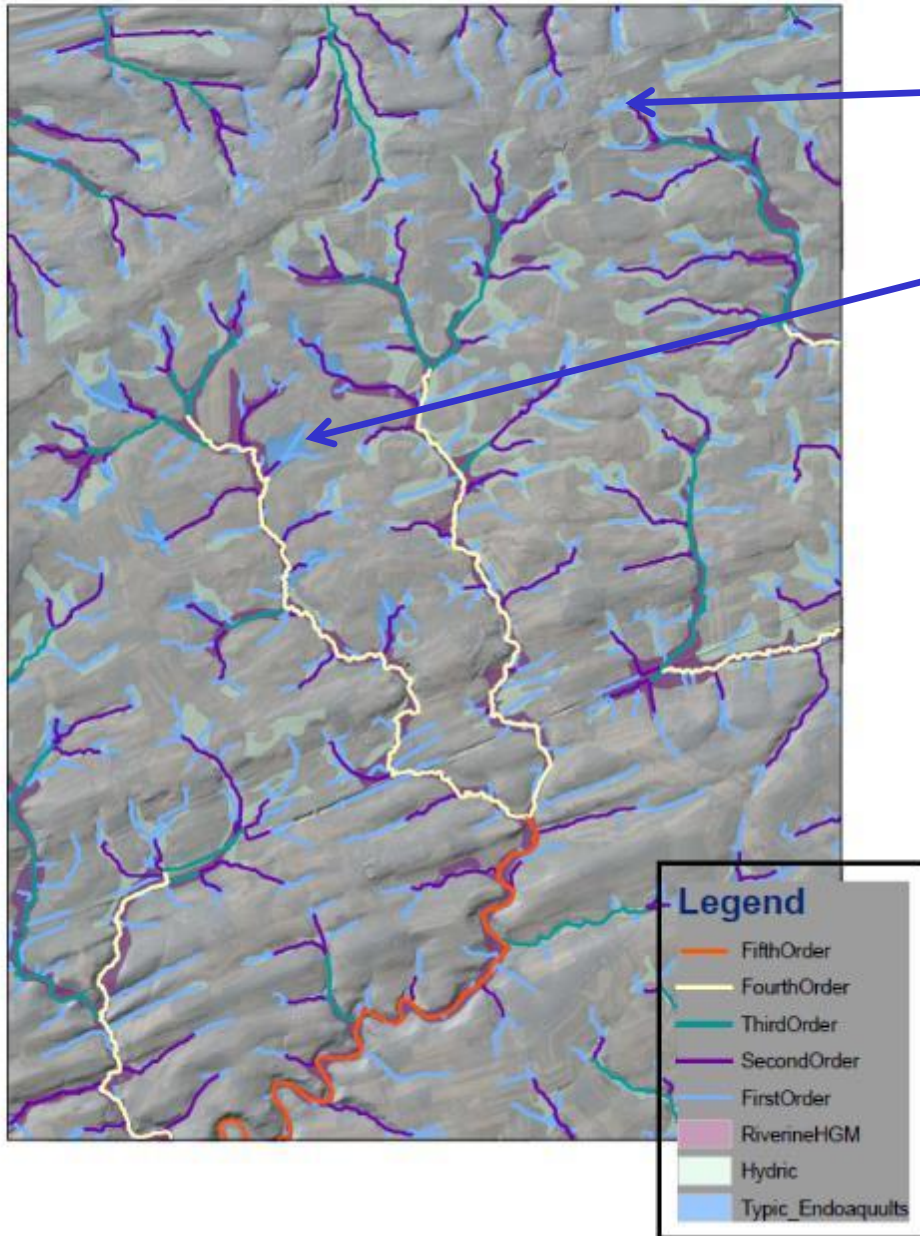 Legend
FifthOrder
FourthOrder
ThirdOrder
SecondOrder
FirstOrder
RiverineHGM
Hydric
Typic_Endoaquults